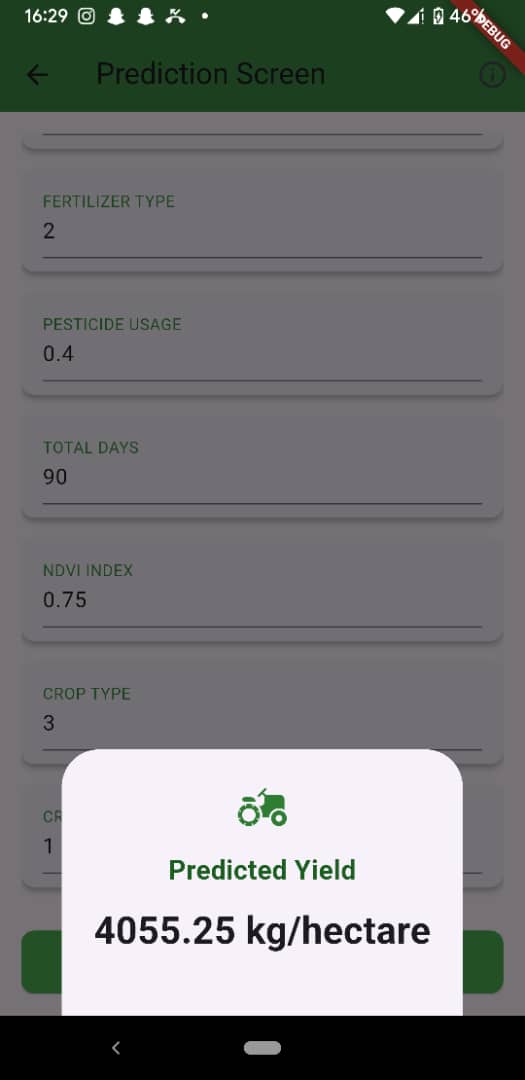 16:29 46%
DEBUG
Prediction Screen
FERTILIZER TYPE
2
PESTICIDE USAGE
0.4
TOTAL DAYS
90
NDVI INDEX
0.75
CROP TYPE
3
CR
1
Predicted Yield
4055.25 kg/hectare